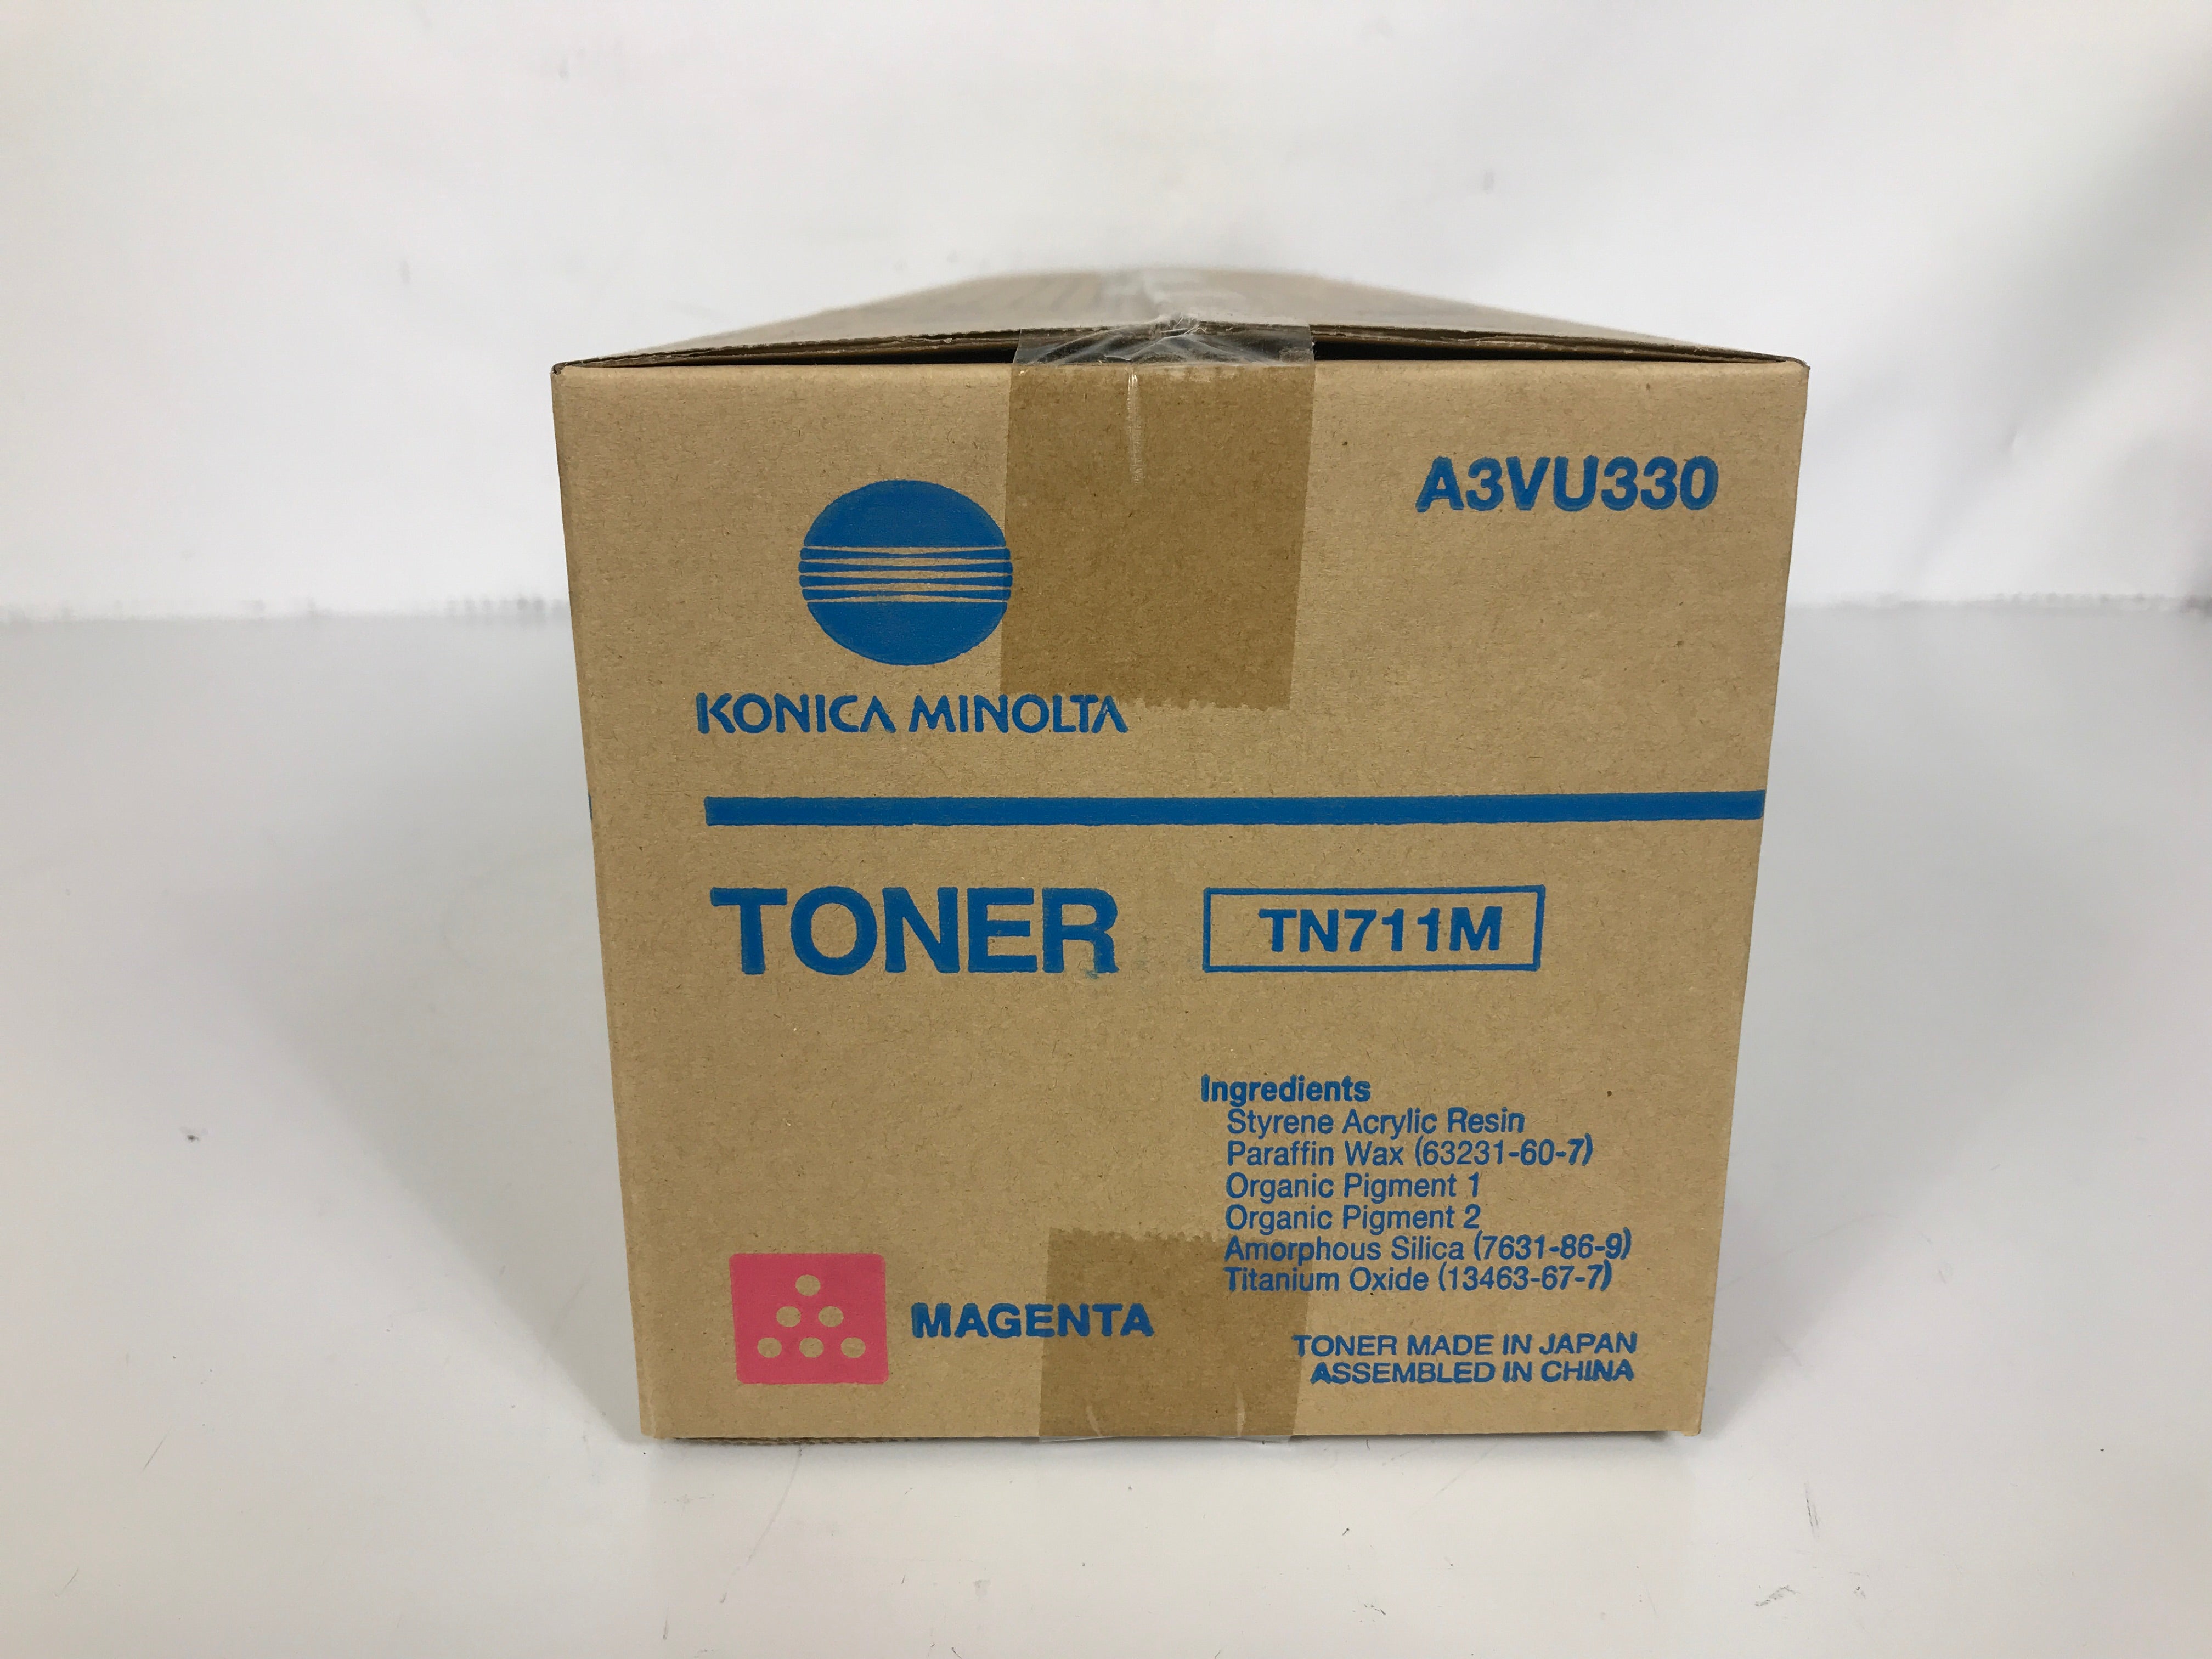 A3VU330
KONICA MINOLTA
TONER TN711M
Ingredients
Styrene Acrylic Resin
Paraffin Wax (63231-60-7)
Organic Pigment 1
Organic Pigment 2
Amorphous Silica (7631-86-9)
Titanium Oxide (13463-67-7)
MAGENTA
TONER MADE IN JAPAN
ASSEMBLED IN CHINA